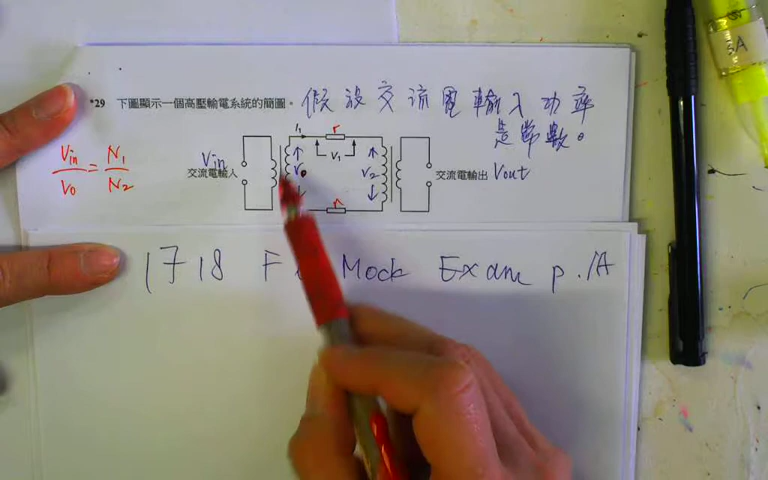 *29 下圖顯示一個高壓輸電系統的簡圖。 假設交流電輸入功率
是常數。
Vin/V0 = N1/N2
Vin
交流電輸入
r
V1
V2
r
交流電輸出 Vout
1718 Mock Exam p.1A
A